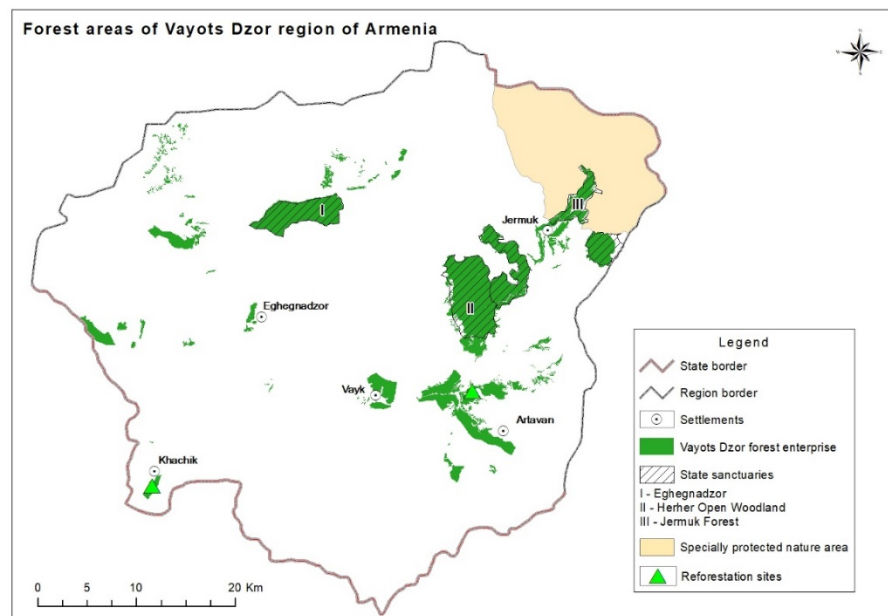 Forest areas of Vayots Dzor region of Armenia
I
III
Jermuk
II
Eghegnadzor
Vayk
Artavan
Khachik
0 10 20 Km
Legend
State border
Region border
Settlements
Vayots Dzor forest enterprise
State sanctuaries
I - Eghegnadzor
II - Herher Open Woodland
III - Jermuk Forest
Specially protected nature area
Reforestation sites